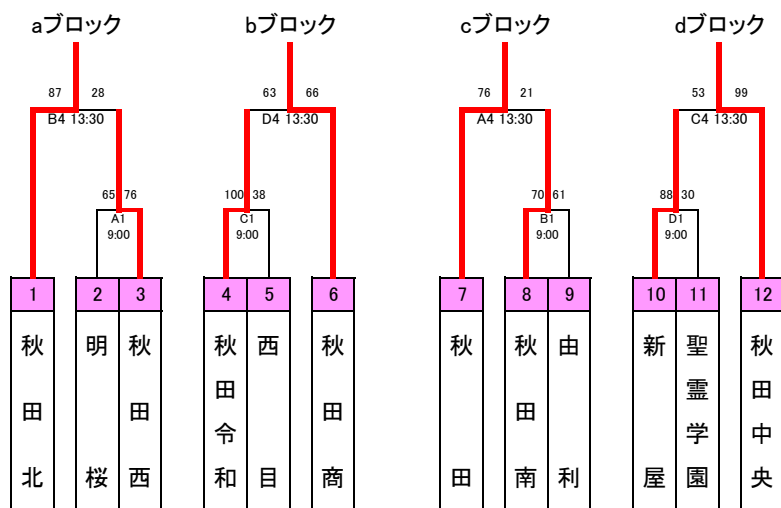 aブロック bブロック cブロック dブロック
87 28 63 66 76 21 53 99
B4 13:30 D4 13:30 A4 13:30 C4 13:30
65 76 100 38 70 61 88 30
A1 C1 B1 D1
9:00 9:00 9:00 9:00
1 2 3 4 5 6 7 8 9 10 11 12
秋田北
明桜
秋田西
秋田令和
西目
秋田商
秋田
秋田南
由利
新屋
聖霊学園
秋田中央